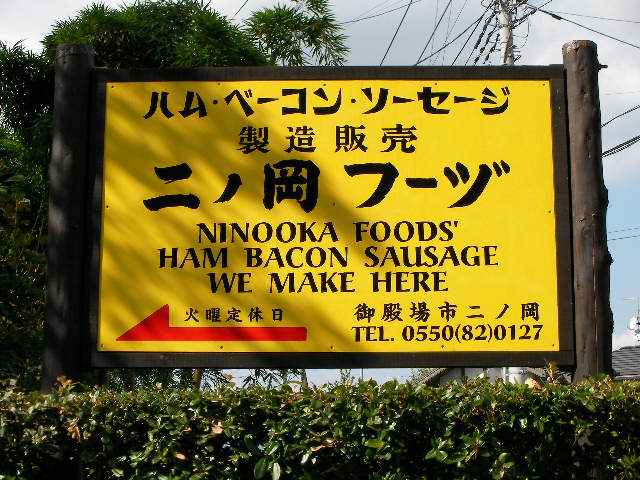 ハム・ベーコン・ソーセージ
製造販売
二ノ岡フーヅ
NINOOKA FOODS'
HAM BACON SAUSAGE
WE MAKE HERE
火曜定休日
御殿場市二ノ岡
TEL. 0550(82)0127